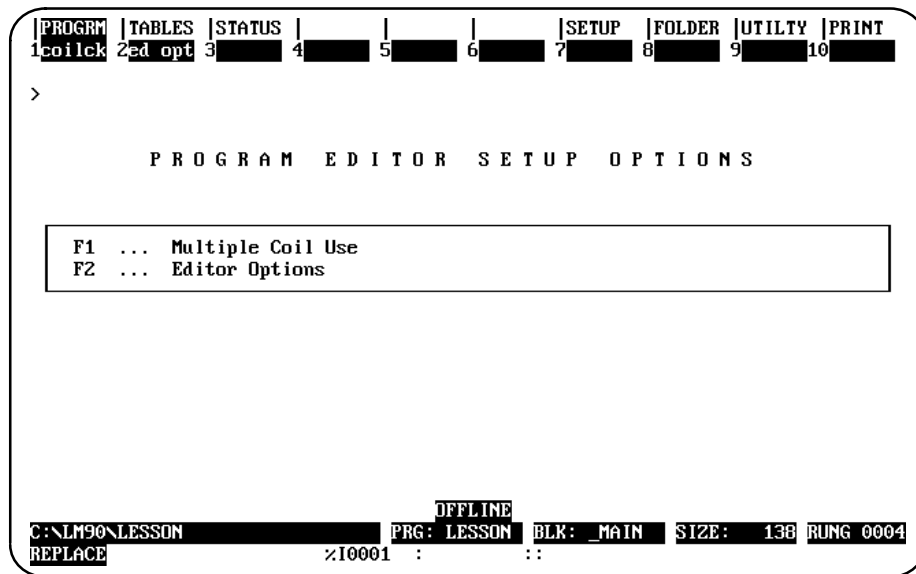 |PROGRM |TABLES |STATUS | | | |SETUP |FOLDER |UTILTY |PRINT
1coilck 2ed opt 3 4 5 6 7 8 9 10
>
P R O G R A M   E D I T O R   S E T U P   O P T I O N S
F1 ... Multiple Coil Use
F2 ... Editor Options
OFFLINE
C:\LM90\LESSON PRG: LESSON BLK: _MAIN SIZE: 138 RUNG 0004
REPLACE %I0001 : ::